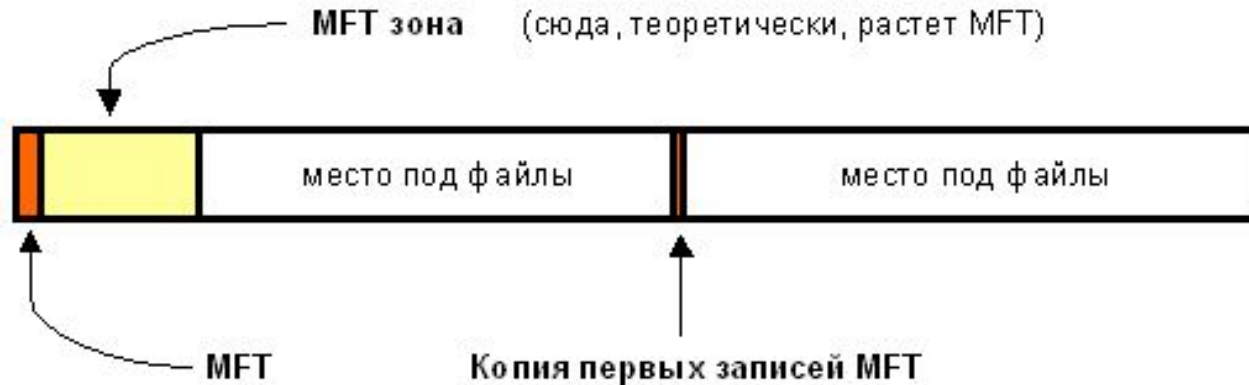 MFT зона (сюда, теоретически, растет MFT)
место под файлы место под файлы
MFT Копия первых записей MFT